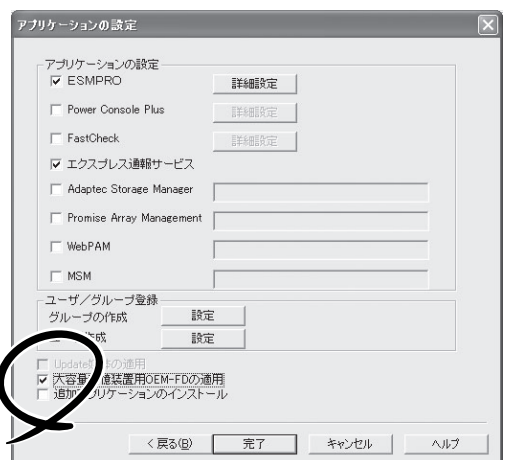 アプリケーションの設定
アプリケーションの設定
ESMPRO 詳細設定
Power Console Plus 詳細設定
FastCheck 詳細設定
エクスプレス通報サービス
Adaptec Storage Manager
Promise Array Management
WebPAM
MSM
ユーザ/グループ登録
グループの作成 設定
作成 設定
Update の適用
大容量 装置用OEM-FDの適用
追加アプリケーションのインストール
< 戻る(B) 完了 キャンセル ヘルプ